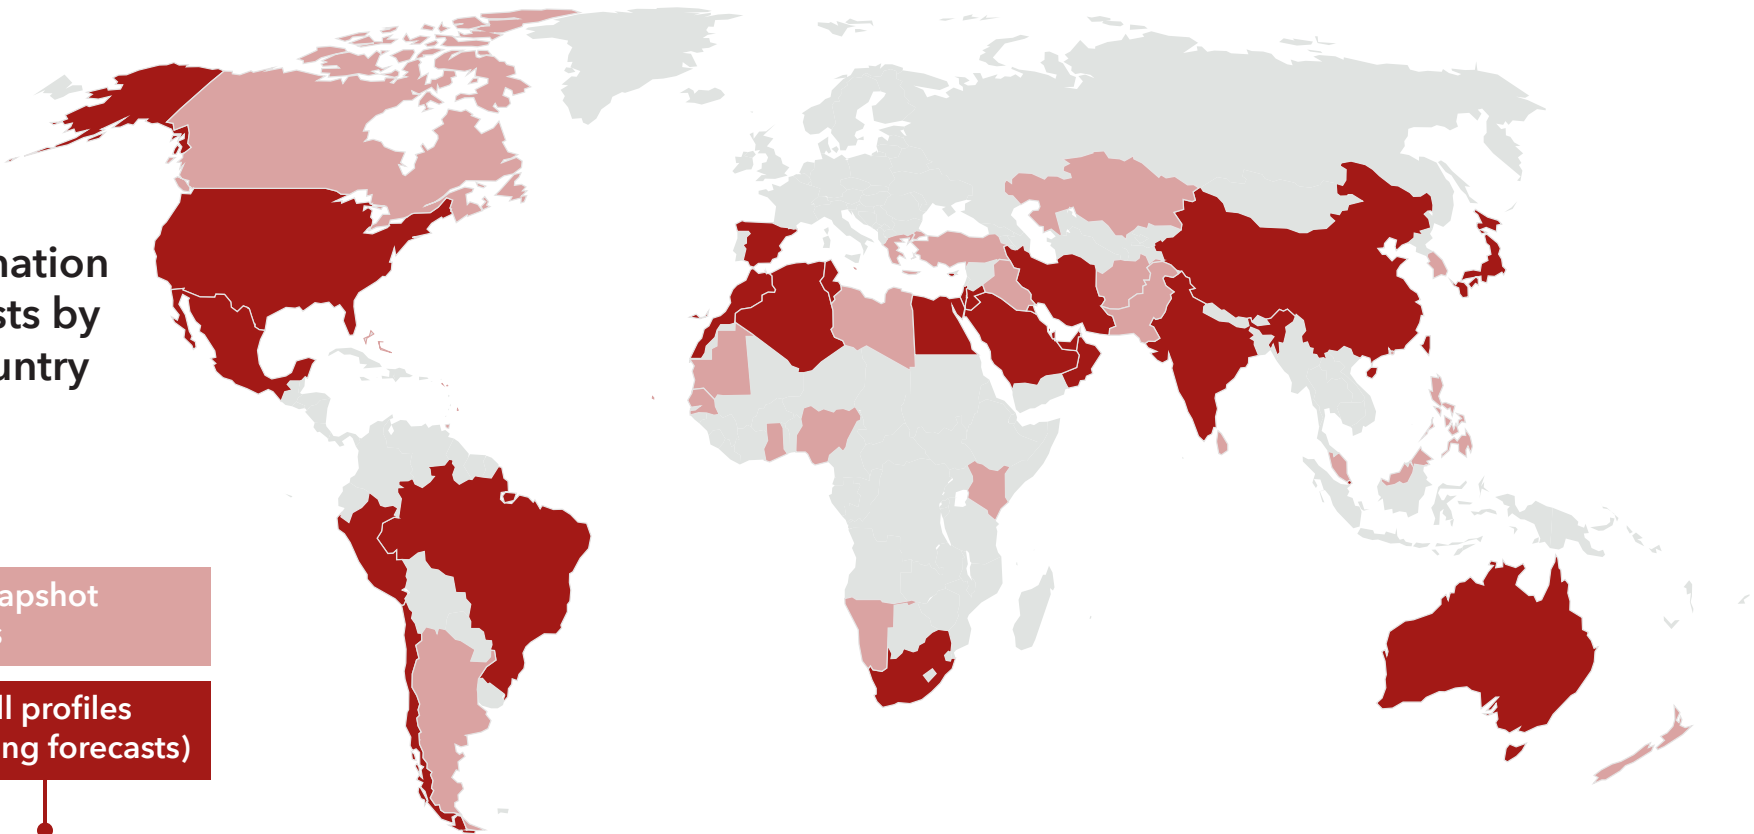 nation
sts by
untry
apshot
s
ll profiles
ng forecasts)